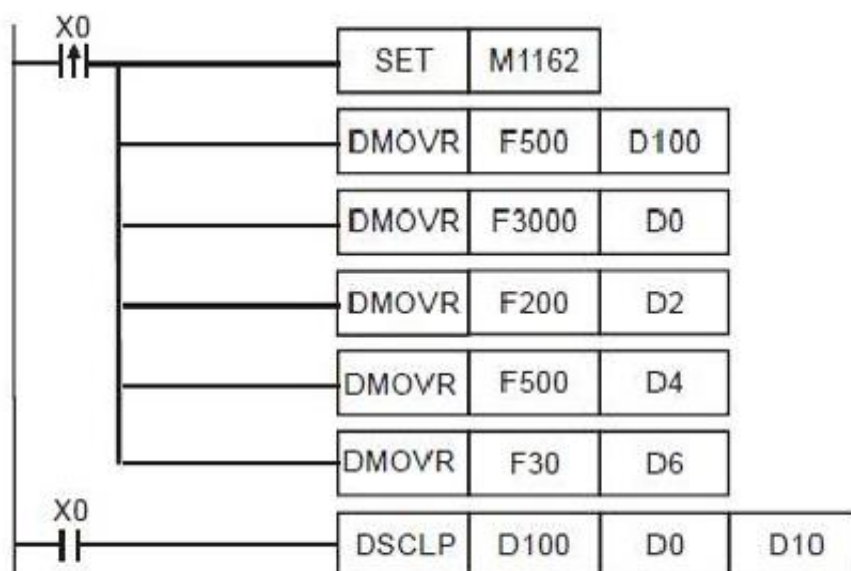 X0
SET M1162
DMOVR F500 D100
DMOVR F3000 D0
DMOVR F200 D2
DMOVR F500 D4
DMOVR F30 D6
X0
DSCLP D100 D0 D10